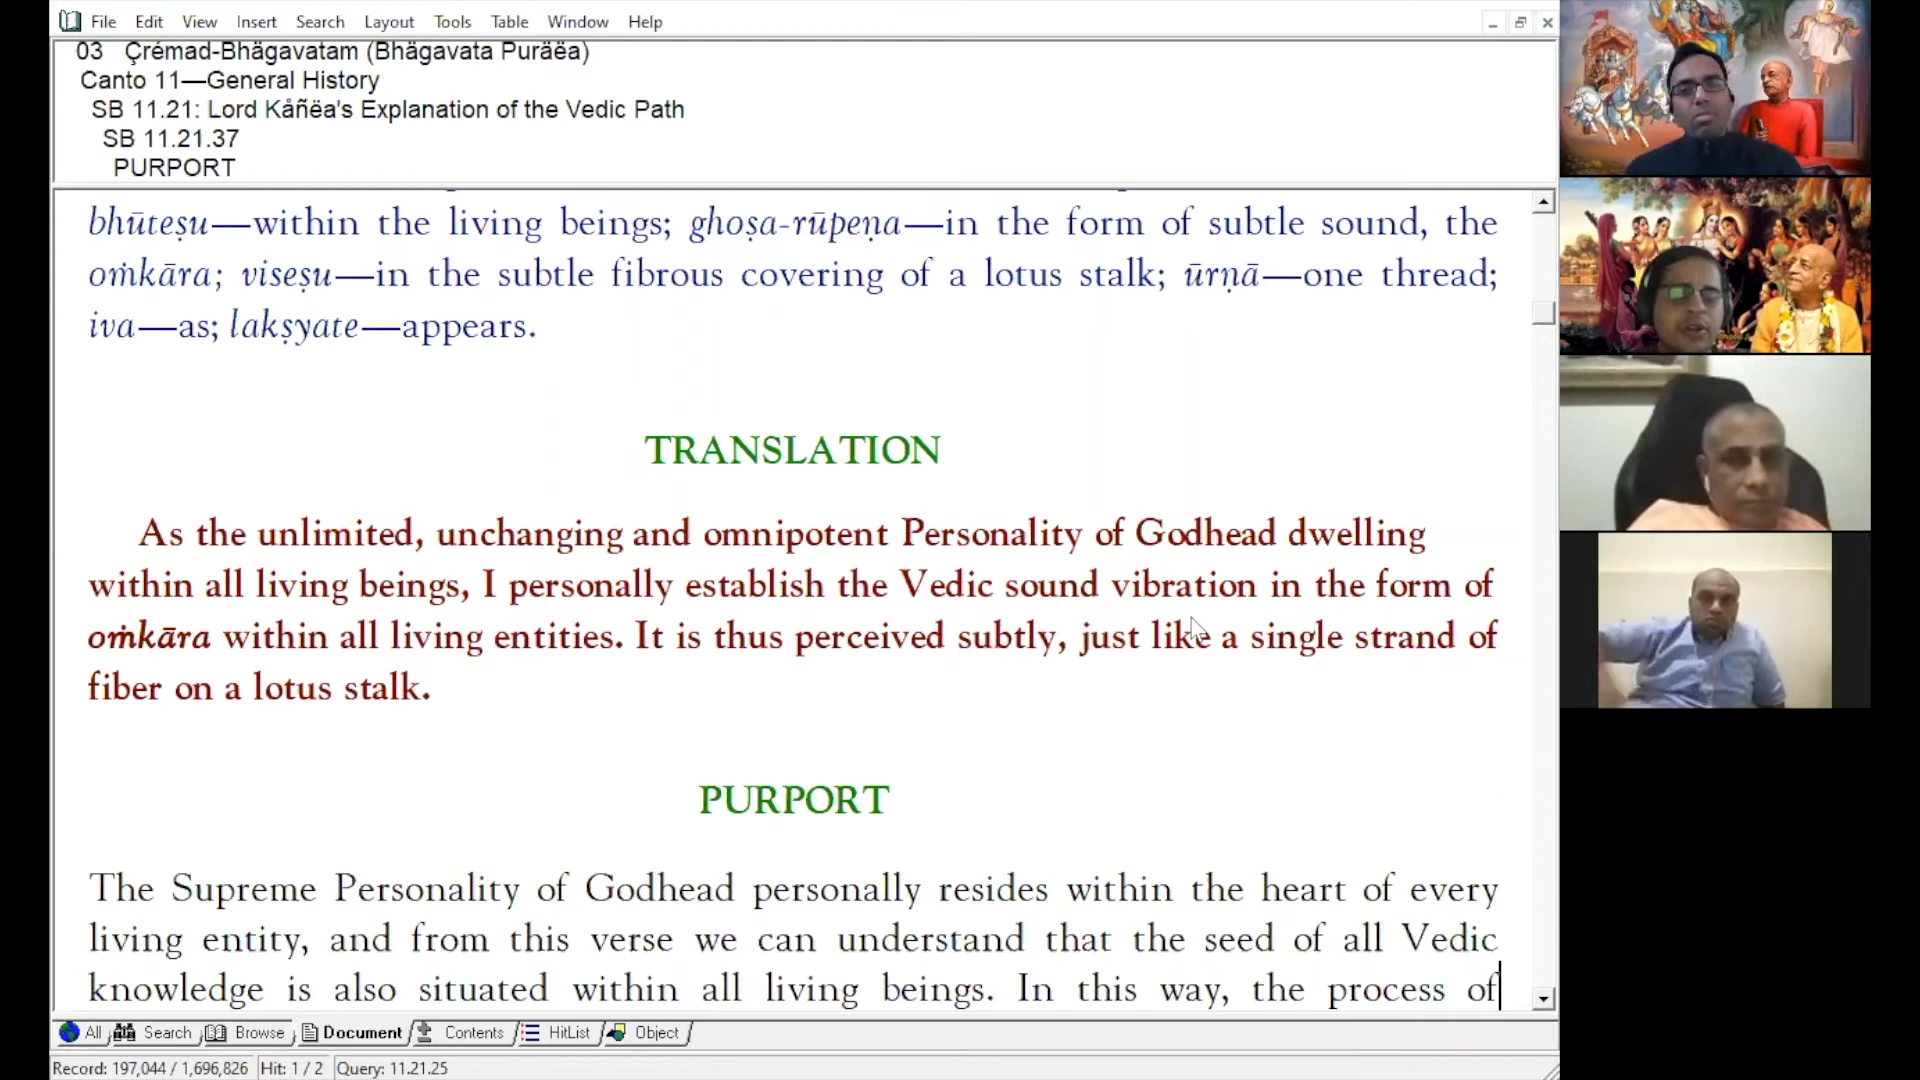 File Edit View Insert Search Layout Tools Table Window Help
03 Çrémad-Bhägavatam (Bhägavata Puräëa)
Canto 11—General History
SB 11.21: Lord Kåñëa's Explanation of the Vedic Path
SB 11.21.37
PURPORT
bhūteṣu—within the living beings; ghoṣa-rūpeṇa—in the form of subtle sound, the
oṁkāra; viseṣu—in the subtle fibrous covering of a lotus stalk; ūrṇā—one thread;
iva—as; lakṣyate—appears.
TRANSLATION
As the unlimited, unchanging and omnipotent Personality of Godhead dwelling
within all living beings, I personally establish the Vedic sound vibration in the form of
oṁkāra within all living entities. It is thus perceived subtly, just like a single strand of
fiber on a lotus stalk.
PURPORT
The Supreme Personality of Godhead personally resides within the heart of every
living entity, and from this verse we can understand that the seed of all Vedic
knowledge is also situated within all living beings. In this way, the process of
All Search Browse Document Contents HitList Object
Record: 197,044 / 1,696,826 Hit: 1 / 2 Query: 11.21.25